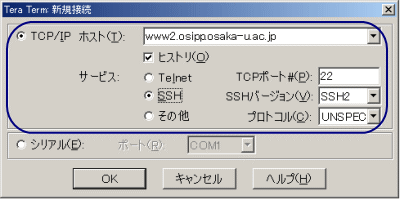 Tera Term: 新規接続
TCP/IP ホスト(T): www2.osipp.osaka-u.ac.jp
ヒストリ(O)
サービス: Telnet TCPポート#(P): 22
SSH SSHバージョン(V): SSH2
その他 プロトコル(C): UNSPEC
シリアル(E): ポート(R): COM1
OK キャンセル ヘルプ(H)